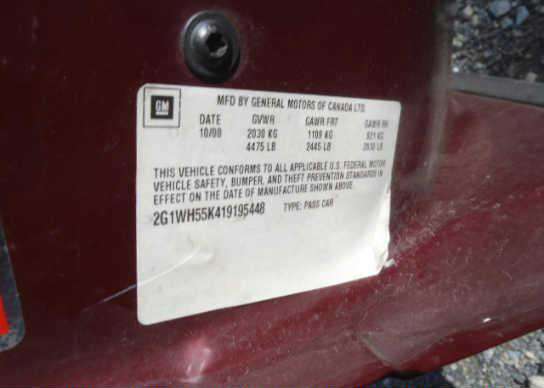 GM
MFD BY GENERAL MOTORS OF CANADA LTD.
DATE GVWR GAWR FRT GAWR RR
10/00 2030 KG 1109 KG 921 KG
4475 LB 2445 LB 2030 LB
THIS VEHICLE CONFORMS TO ALL APPLICABLE U.S. FEDERAL MOTOR
VEHICLE SAFETY, BUMPER, AND THEFT PREVENTION STANDARDS IN
EFFECT ON THE DATE OF MANUFACTURE SHOWN ABOVE.
2G1WH55K419195448 TYPE: PASS CAR